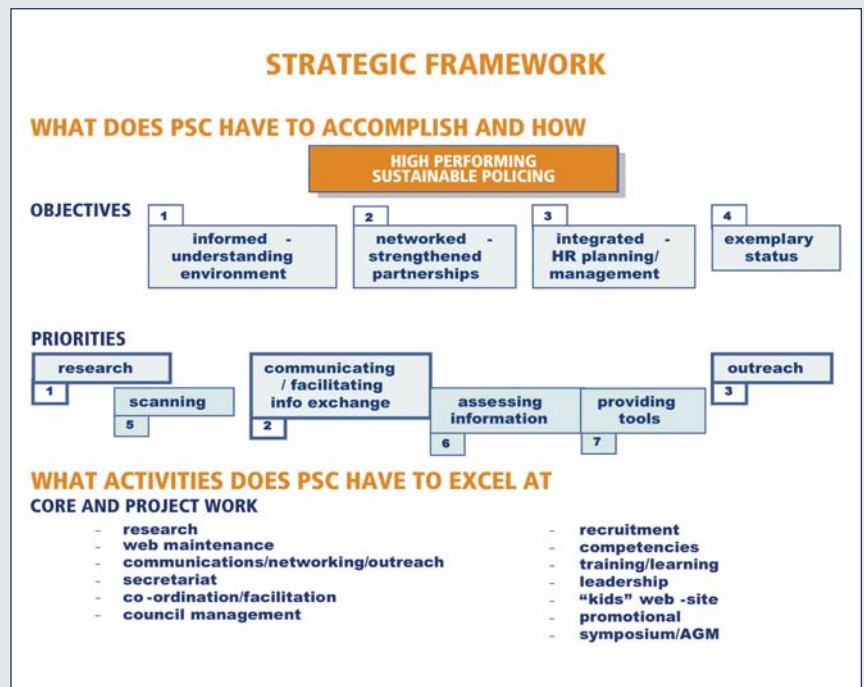 STRATEGIC FRAMEWORK
WHAT DOES PSC HAVE TO ACCOMPLISH AND HOW
HIGH PERFORMING
SUSTAINABLE POLICING
OBJECTIVES
1
informed -
understanding
environment
2
networked -
strengthened
partnerships
3
integrated -
HR planning/
management
4
exemplary
status
PRIORITIES
research
1
scanning
5
communicating
/ facilitating
info exchange
2
assessing
information
6
providing
tools
7
outreach
3
WHAT ACTIVITIES DOES PSC HAVE TO EXCEL AT
CORE AND PROJECT WORK
- research
- web maintenance
- communications/networking/outreach
- secretariat
- co-ordination/facilitation
- council management
- recruitment
- competencies
- training/learning
- leadership
- "kids" web -site
- promotional
- symposium/AGM